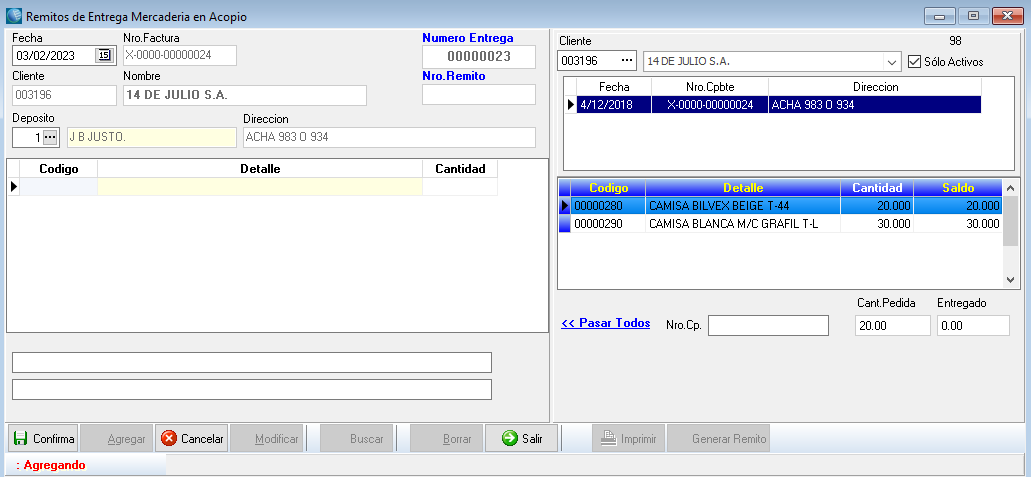 Remitos de Entrega Mercaderia en Acopio
Fecha Nro.Factura Numero Entrega
03/02/2023 15 X-0000-00000024 00000023
Cliente Nombre Nro.Remito
003196 14 DE JULIO S.A.
Deposito Direccion
1 J B JUSTO. ACHA 983 O 934
Codigo Detalle Cantidad
Cliente 98
003196 14 DE JULIO S.A. Sólo Activos
Fecha Nro.Cpbte Direccion
4/12/2018 X-0000-00000024 ACHA 983 O 934
Codigo Detalle Cantidad Saldo
00000280 CAMISA BILVEX BEIGE T-44 20.000 20.000
00000290 CAMISA BLANCA M/C GRAFIL T-L 30.000 30.000
Cant.Pedida Entregado
<< Pasar Todos Nro.Cp. 20.00 0.00
Confirma Agregar Cancelar Modificar Buscar Borrar Salir Imprimir Generar Remito
: Agregando